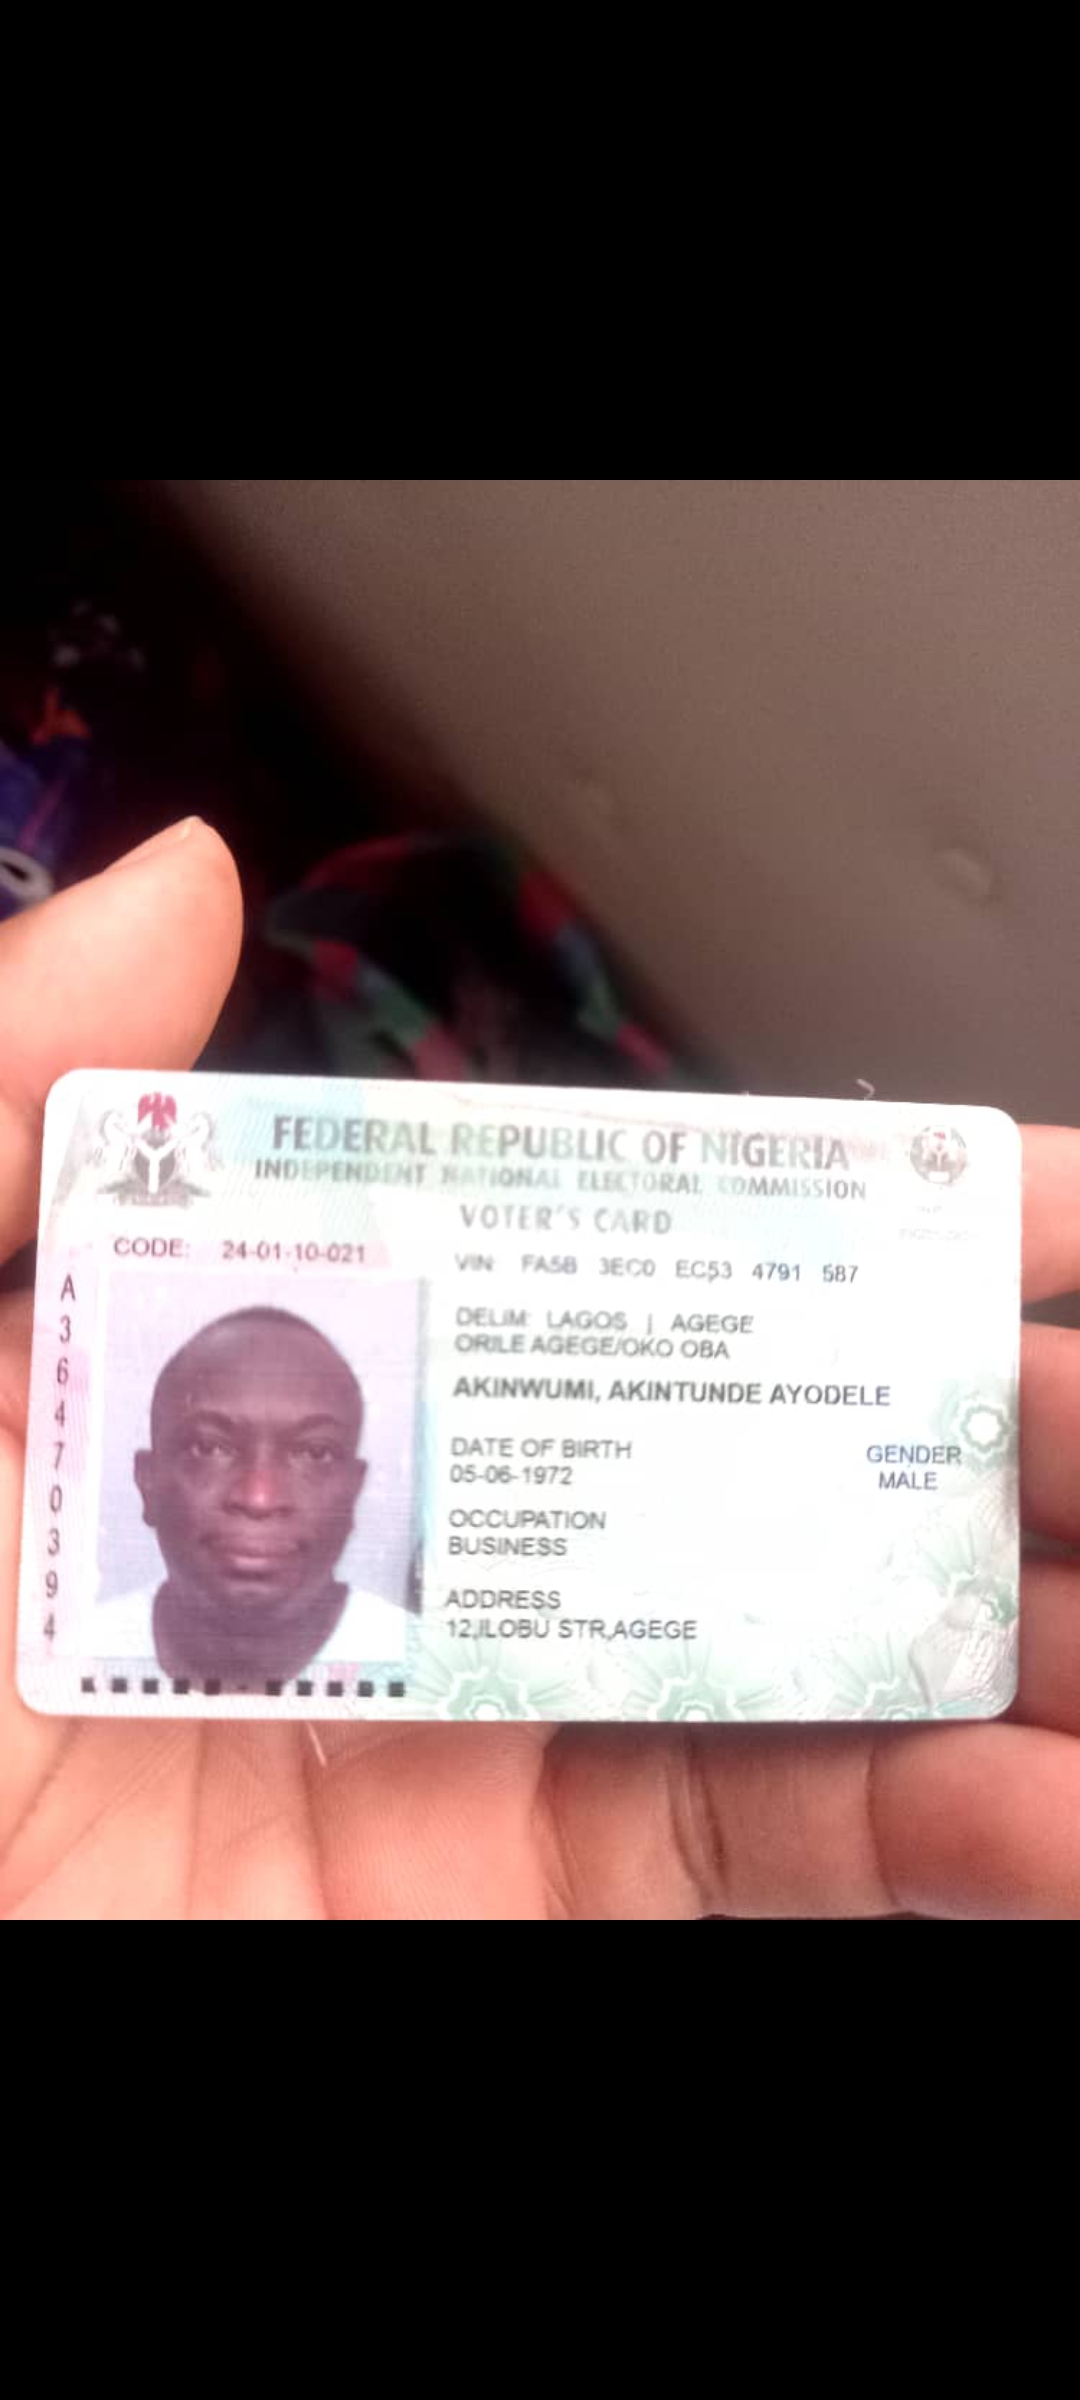 FEDERAL REPUBLIC OF NIGERIA
INDEPENDENT NATIONAL ELECTORAL COMMISSION
VOTER'S CARD
CODE: 24-01-10-021
VIN: FA5B 3EC0 EC53 4791 587
DELIM: LAGOS | AGEGE
ORILE AGEGE/OKO OBA
AKINWUMI, AKINTUNDE AYODELE
DATE OF BIRTH
05-06-1972
GENDER
MALE
OCCUPATION
BUSINESS
ADDRESS
12,ILOBU STR,AGEGE
A36470394